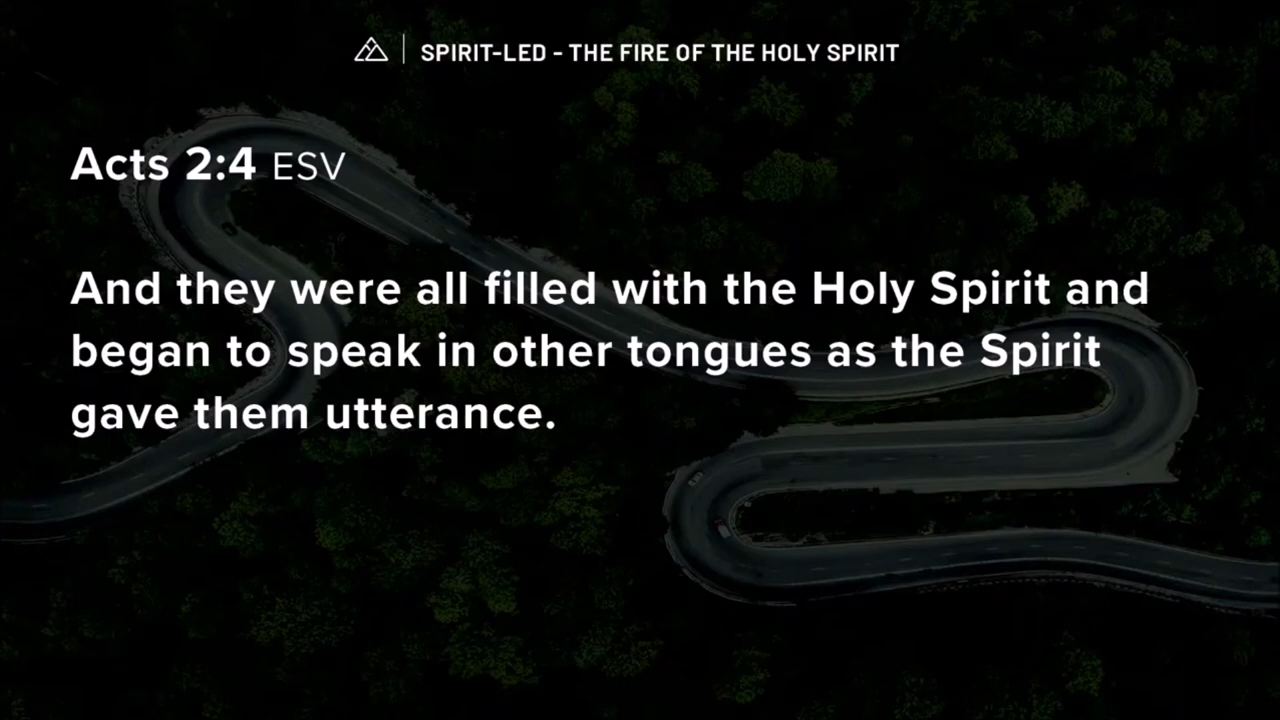 SPIRIT-LED - THE FIRE OF THE HOLY SPIRIT
Acts 2:4 ESV
And they were all filled with the Holy Spirit and
began to speak in other tongues as the Spirit
gave them utterance.